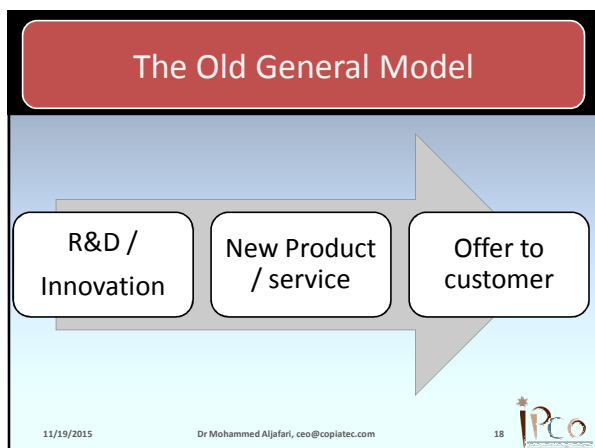 The Old General Model
R&D /
Innovation
New Product
/ service
Offer to
customer
11/19/2015
Dr Mohammed Aljafari, ceo@copiatec.com
18
IPCO